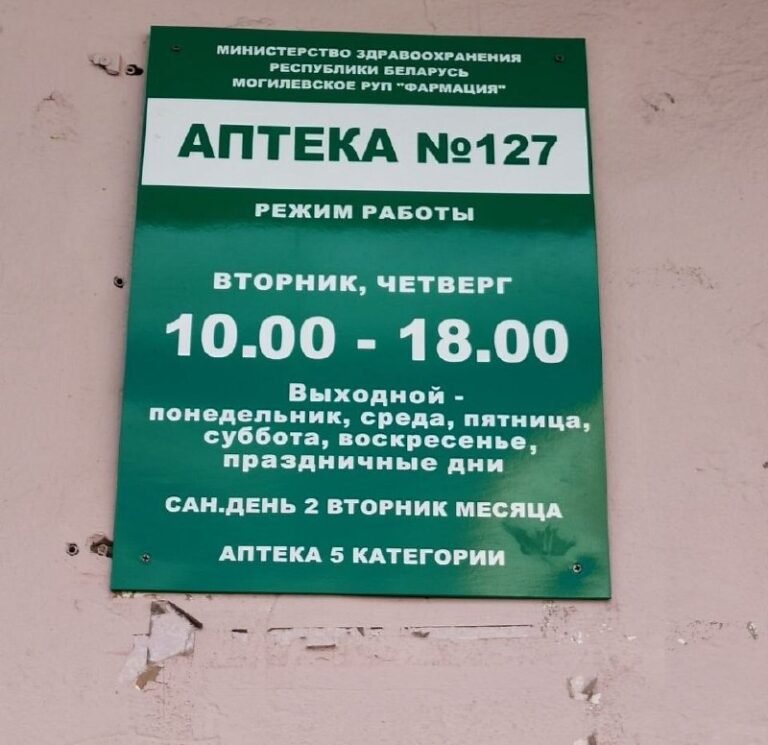 МИНИСТЕРСТВО ЗДРАВООХРАНЕНИЯ
РЕСПУБЛИКИ БЕЛАРУСЬ
МОГИЛЕВСКОЕ РУП "ФАРМАЦИЯ"
АПТЕКА №127
РЕЖИМ РАБОТЫ
ВТОРНИК, ЧЕТВЕРГ
10.00 - 18.00
Выходной -
понедельник, среда, пятница,
суббота, воскресенье,
праздничные дни
САН.ДЕНЬ 2 ВТОРНИК МЕСЯЦА
АПТЕКА 5 КАТЕГОРИИ